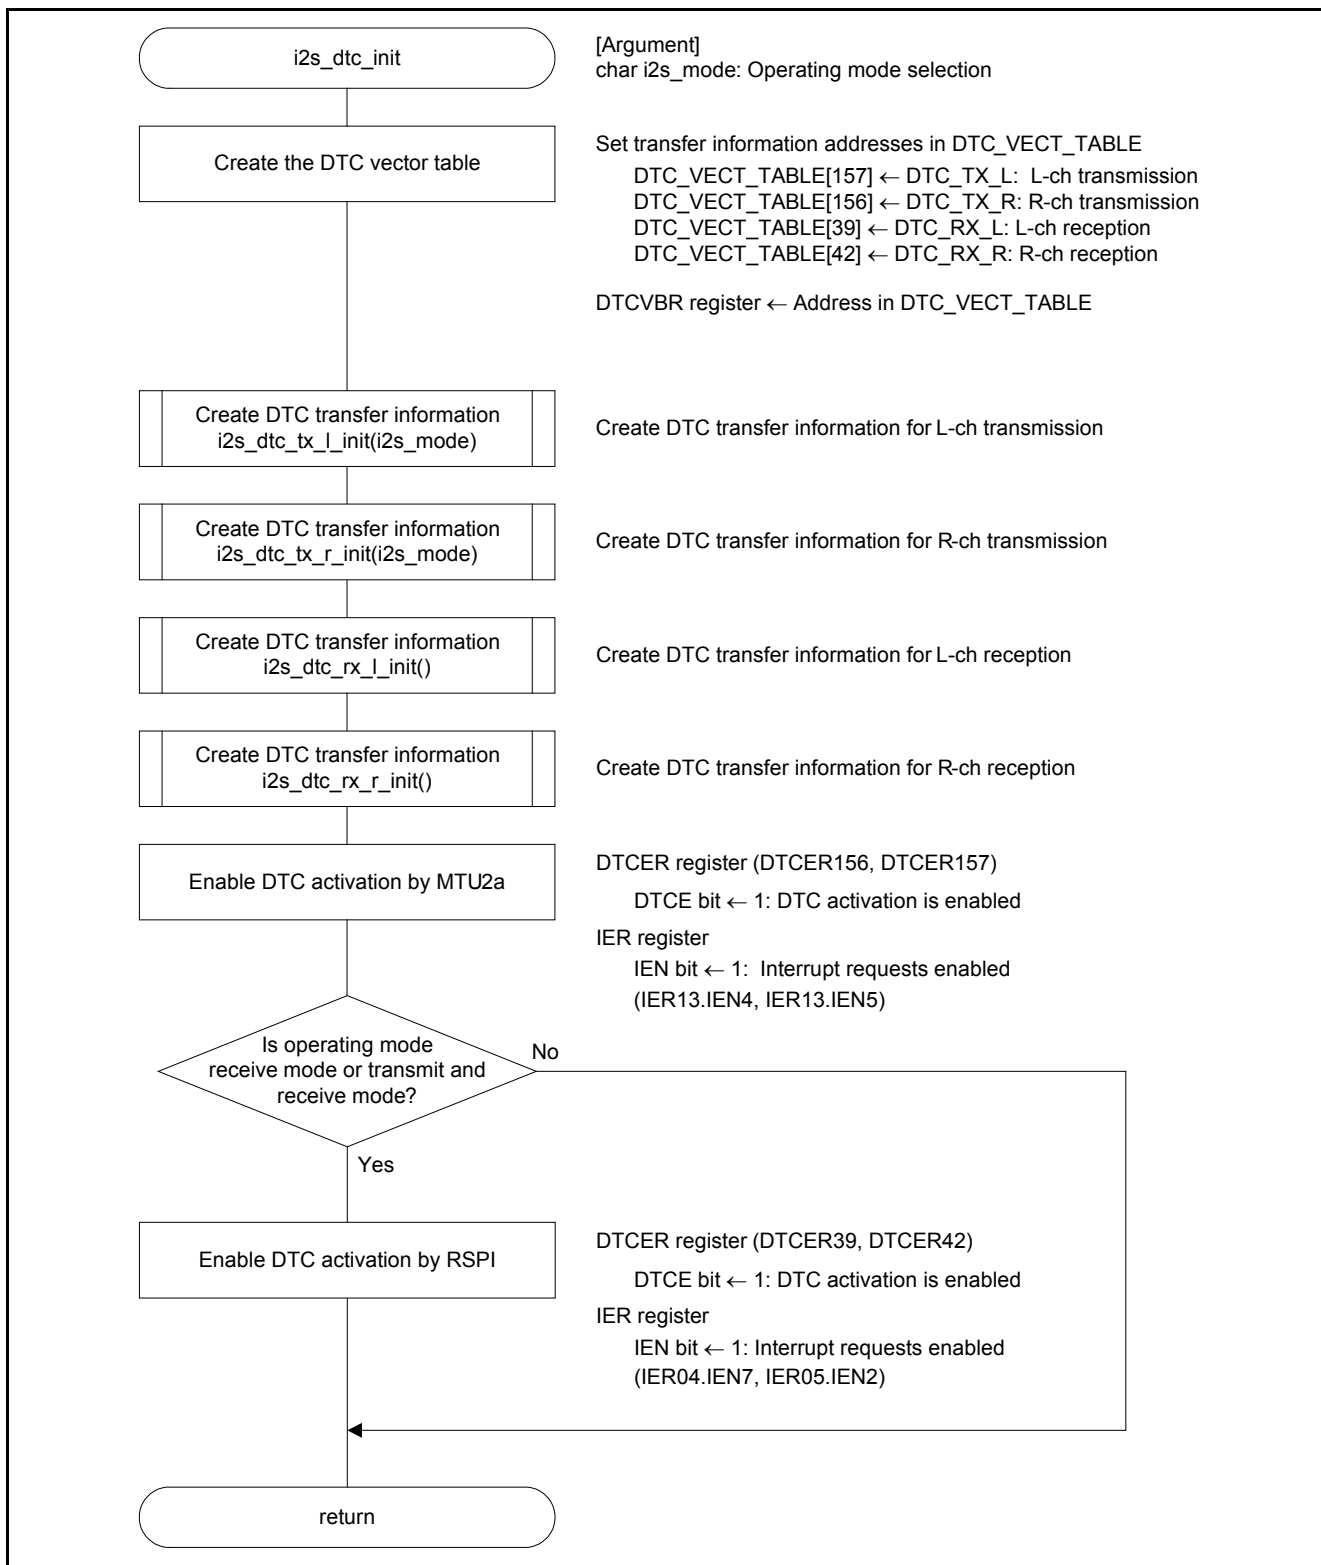 i2s_dtc_init
[Argument]
char i2s_mode: Operating mode selection
Create the DTC vector table
Set transfer information addresses in DTC_VECT_TABLE
DTC_VECT_TABLE[157] ← DTC_TX_L: L-ch transmission
DTC_VECT_TABLE[156] ← DTC_TX_R: R-ch transmission
DTC_VECT_TABLE[39] ← DTC_RX_L: L-ch reception
DTC_VECT_TABLE[42] ← DTC_RX_R: R-ch reception
DTCVBR register ← Address in DTC_VECT_TABLE
Create DTC transfer information
i2s_dtc_tx_l_init(i2s_mode)
Create DTC transfer information for L-ch transmission
Create DTC transfer information
i2s_dtc_tx_r_init(i2s_mode)
Create DTC transfer information for R-ch transmission
Create DTC transfer information
i2s_dtc_rx_l_init()
Create DTC transfer information for L-ch reception
Create DTC transfer information
i2s_dtc_rx_r_init()
Create DTC transfer information for R-ch reception
Enable DTC activation by MTU2a
DTCER register (DTCER156, DTCER157)
DTCE bit ← 1: DTC activation is enabled
IER register
IEN bit ← 1: Interrupt requests enabled
(IER13.IEN4, IER13.IEN5)
Is operating mode
receive mode or transmit and
receive mode?
No
Yes
Enable DTC activation by RSPI
DTCER register (DTCER39, DTCER42)
DTCE bit ← 1: DTC activation is enabled
IER register
IEN bit ← 1: Interrupt requests enabled
(IER04.IEN7, IER05.IEN2)
return